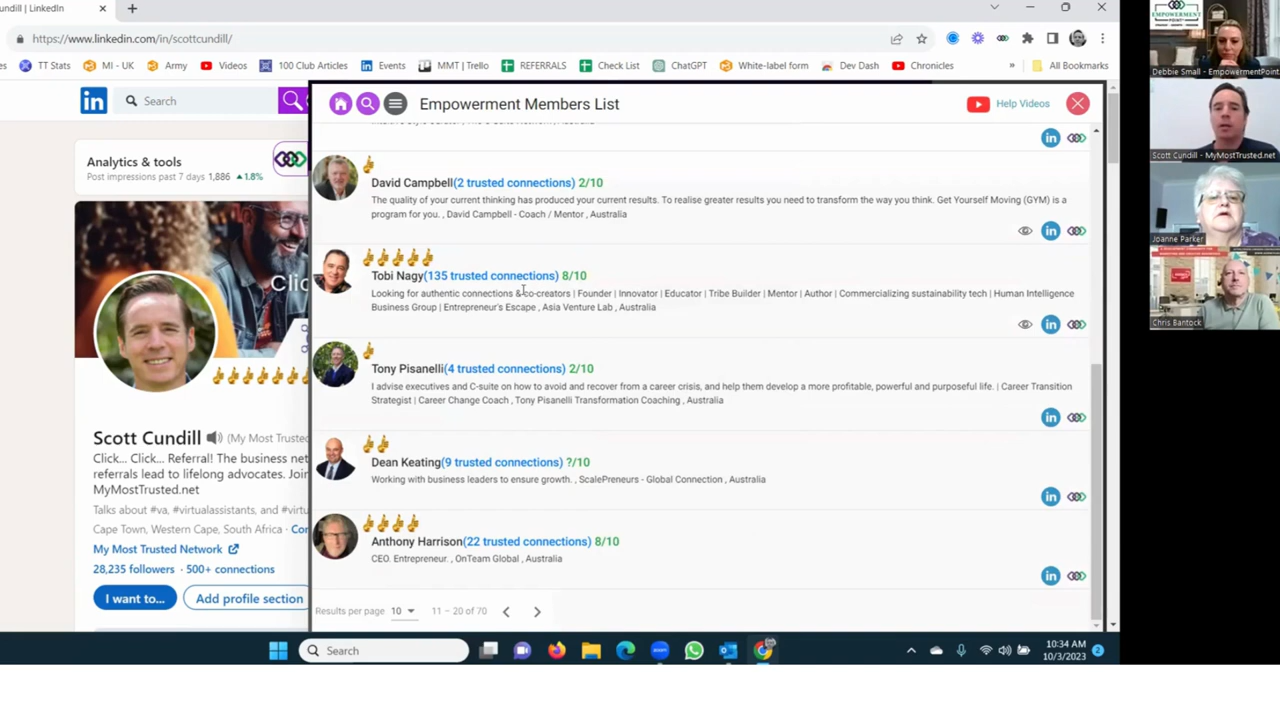 undill | LinkedIn
https://www.linkedin.com/in/scottcundill/
TT Stats
MI - UK
Army
Videos
100 Club Articles
Events
MMT | Trello
REFERRALS
Check List
ChatGPT
White-label form
Dev Dash
Chronicles
»
All Bookmarks
in
Search
Analytics & tools
Post impressions past 7 days 1,886 ▲1.8%
Clic
Scott Cundill (My Most Trusted
Click... Click... Referral! The business net
referrals lead to lifelong advocates. Join
MyMostTrusted.net
Talks about #va, #virtualassistants, and #virtu
Cape Town, Western Cape, South Africa · Con
My Most Trusted Network
28,235 followers · 500+ connections
I want to...
Add profile section
Empowerment Members List
Help Videos
David Campbell(2 trusted connections) 2/10
The quality of your current thinking has produced your current results. To realise greater results you need to transform the way you think. Get Yourself Moving (GYM) is a
program for you. , David Campbell - Coach / Mentor , Australia
Tobi Nagy(135 trusted connections) 8/10
Looking for authentic connections & co-creators | Founder | Innovator | Educator | Tribe Builder | Mentor | Author | Commercializing sustainability tech | Human Intelligence
Business Group | Entrepreneur's Escape , Asia Venture Lab , Australia
Tony Pisanelli(4 trusted connections) 2/10
I advise executives and C-suite on how to avoid and recover from a career crisis, and help them develop a more profitable, powerful and purposeful life. | Career Transition
Strategist | Career Change Coach , Tony Pisanelli Transformation Coaching , Australia
Dean Keating(9 trusted connections) ?/10
Working with business leaders to ensure growth. , ScalePreneurs - Global Connection , Australia
Anthony Harrison(22 trusted connections) 8/10
CEO. Entrepreneur. , OnTeam Global , Australia
Results per page 10 11 – 20 of 70
Search
10:34 AM
10/3/2023
2
EMPOWERMENT
Debbie Small - EmpowermentPoin
Scott Cundill - MyMostTrusted.net
Joanne Parker
Chris Bantock